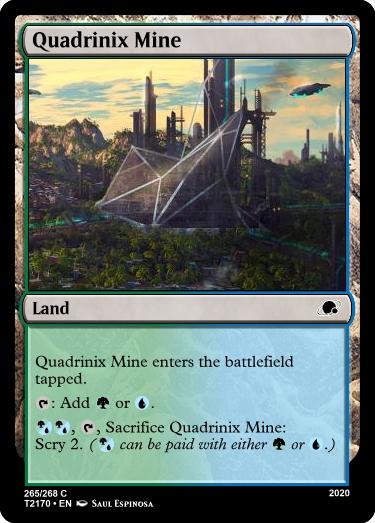 Quadrinix Mine
Land
Quadrinix Mine enters the battlefield
tapped.
: Add or .
, , Sacrifice Quadrinix Mine:
Scry 2. ( can be paid with either or .)
265/268 C
2020
T2170 • EN Saul Espinosa